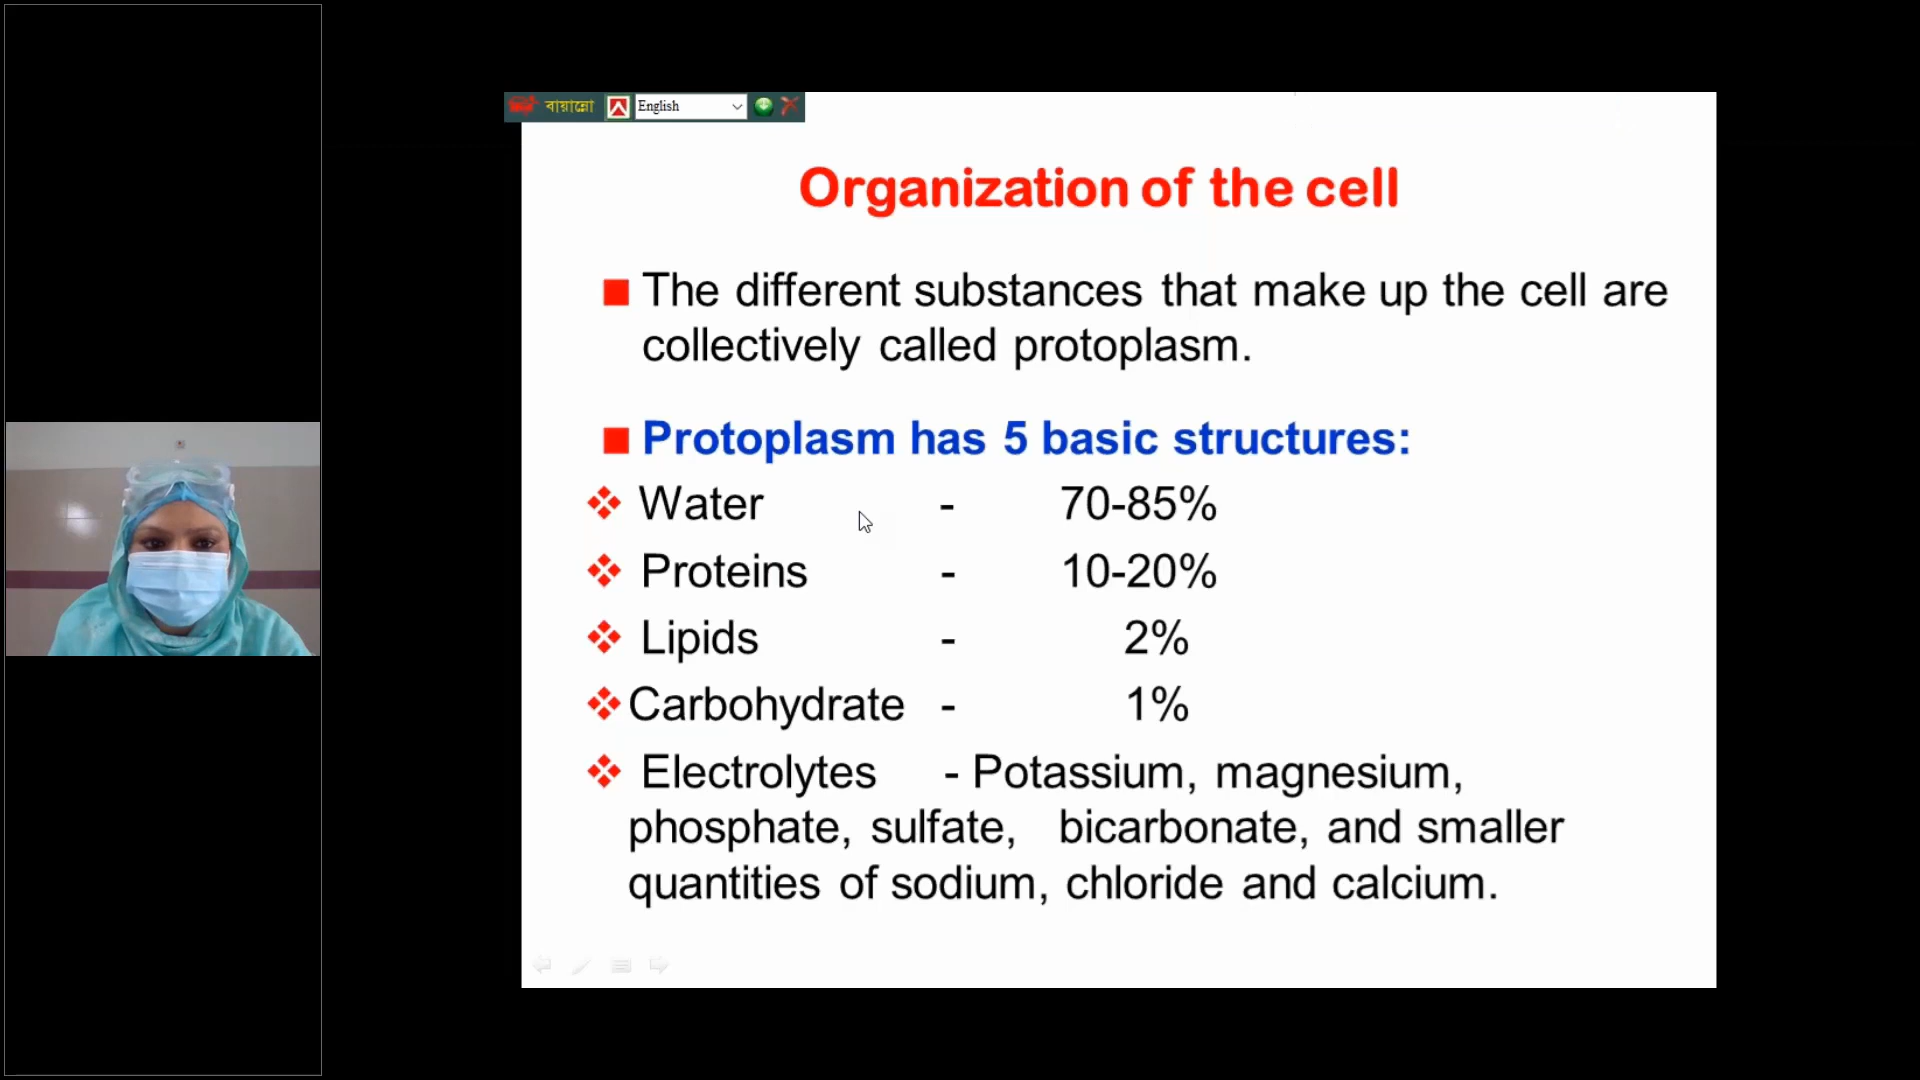 বায়ান্নো English
Organization of the cell
The different substances that make up the cell are
collectively called protoplasm.
Protoplasm has 5 basic structures:
Water - 70-85%
Proteins - 10-20%
Lipids - 2%
Carbohydrate - 1%
Electrolytes - Potassium, magnesium,
phosphate, sulfate, bicarbonate, and smaller
quantities of sodium, chloride and calcium.